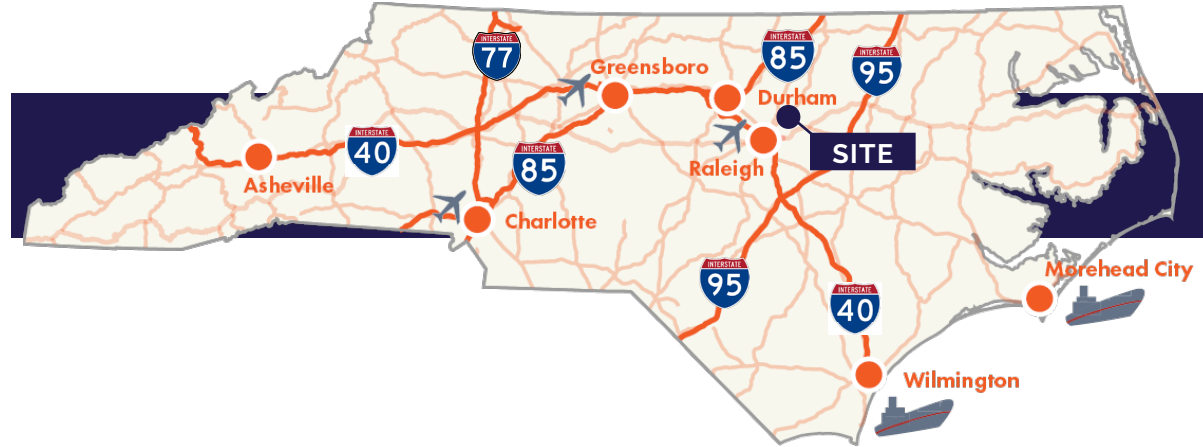 INTERSTATE
77
INTERSTATE
85
INTERSTATE
95
Greensboro
Durham
INTERSTATE
40
INTERSTATE
85
SITE
Raleigh
Asheville
Charlotte
INTERSTATE
95
INTERSTATE
40
Morehead City
Wilmington